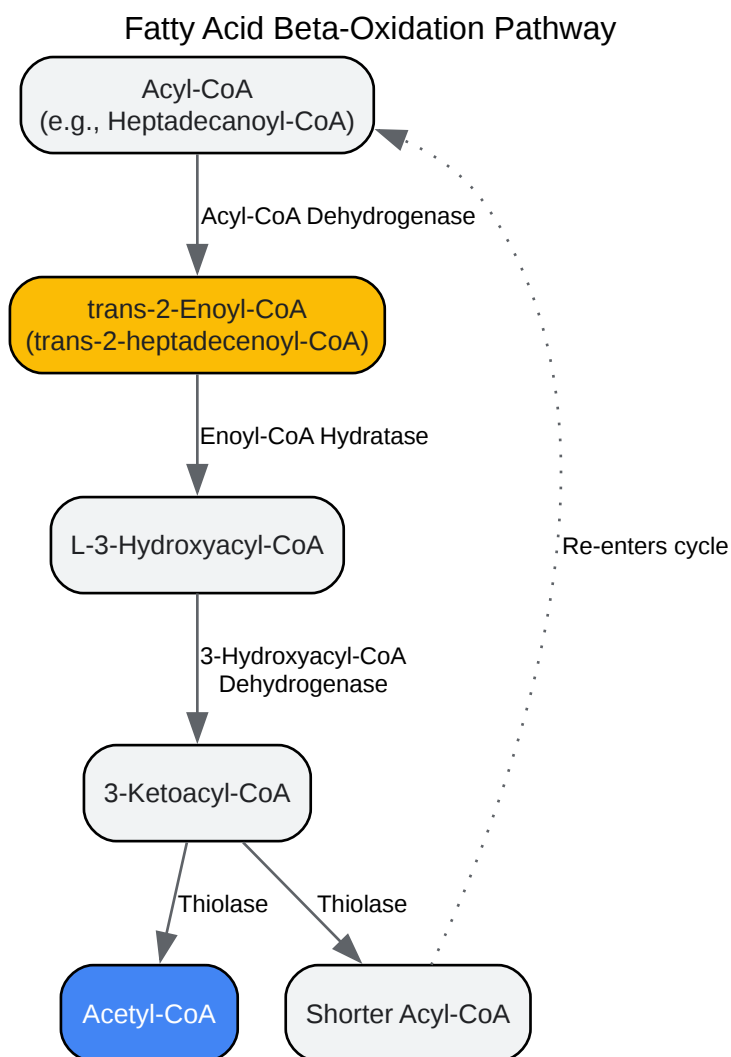 Fatty Acid Beta-Oxidation Pathway
Acyl-CoA
(e.g., Heptadecanoyl-CoA)
Acyl-CoA Dehydrogenase
trans-2-Enoyl-CoA
(trans-2-heptadecenoyl-CoA)
Enoyl-CoA Hydratase
L-3-Hydroxyacyl-CoA
Re-enters cycle
3-Hydroxyacyl-CoA
Dehydrogenase
3-Ketoacyl-CoA
Thiolase
Thiolase
Acetyl-CoA
Shorter Acyl-CoA